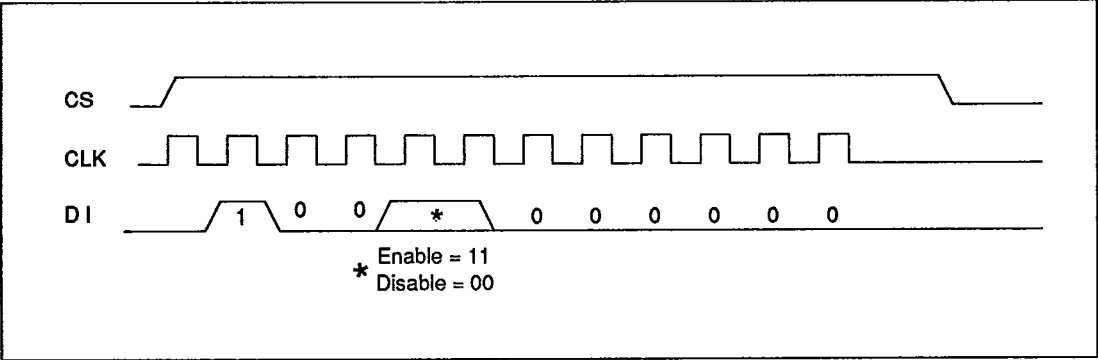 CS
CLK
DI 1 0 0 * 0 0 0 0 0 0
* Enable = 11
Disable = 00